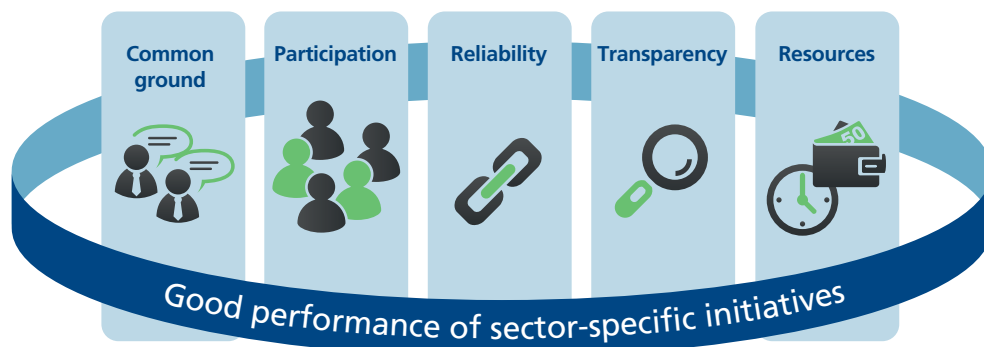 Common
ground
Participation
Reliability
Transparency
Resources
50
Good performance of sector-specific initiatives